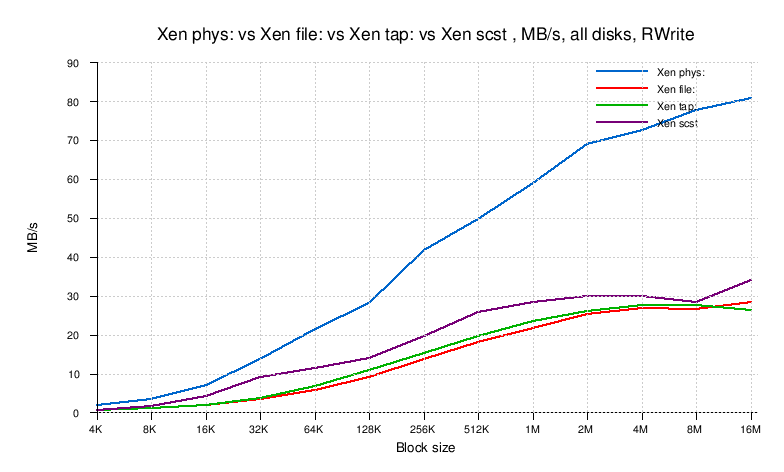 Xen phys: vs Xen file: vs Xen tap: vs Xen scst , MB/s, all disks, RWrite
90
80
70
60
50
40
30
20
10
0
MB/s
Xen phys:
Xen file:
Xen tap:
Xen scst
4K 8K 16K 32K 64K 128K 256K 512K 1M 2M 4M 8M 16M
Block size